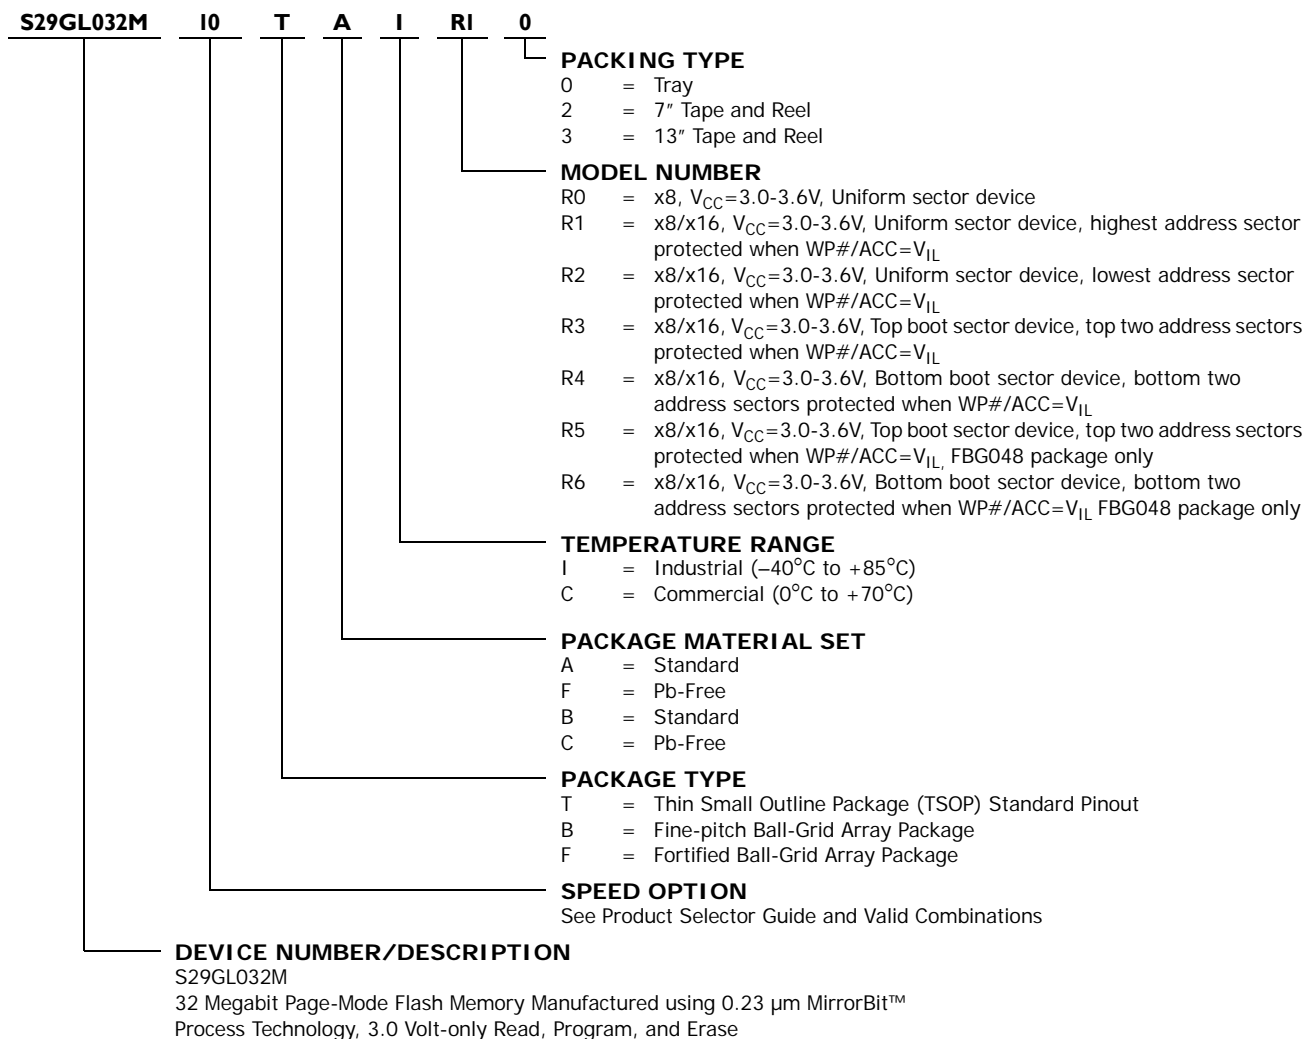 S29GL032M 10 T A I R1 0
PACKING TYPE
0 = Tray
2 = 7″ Tape and Reel
3 = 13″ Tape and Reel
MODEL NUMBER
R0 = x8, VCC=3.0-3.6V, Uniform sector device
R1 = x8/x16, VCC=3.0-3.6V, Uniform sector device, highest address sector
protected when WP#/ACC=VIL
R2 = x8/x16, VCC=3.0-3.6V, Uniform sector device, lowest address sector
protected when WP#/ACC=VIL
R3 = x8/x16, VCC=3.0-3.6V, Top boot sector device, top two address sectors
protected when WP#/ACC=VIL
R4 = x8/x16, VCC=3.0-3.6V, Bottom boot sector device, bottom two
address sectors protected when WP#/ACC=VIL
R5 = x8/x16, VCC=3.0-3.6V, Top boot sector device, top two address sectors
protected when WP#/ACC=VIL, FBG048 package only
R6 = x8/x16, VCC=3.0-3.6V, Bottom boot sector device, bottom two
address sectors protected when WP#/ACC=VIL FBG048 package only
TEMPERATURE RANGE
I = Industrial (–40°C to +85°C)
C = Commercial (0°C to +70°C)
PACKAGE MATERIAL SET
A = Standard
F = Pb-Free
B = Standard
C = Pb-Free
PACKAGE TYPE
T = Thin Small Outline Package (TSOP) Standard Pinout
B = Fine-pitch Ball-Grid Array Package
F = Fortified Ball-Grid Array Package
SPEED OPTION
See Product Selector Guide and Valid Combinations
DEVICE NUMBER/DESCRIPTION
S29GL032M
32 Megabit Page-Mode Flash Memory Manufactured using 0.23 µm MirrorBit™
Process Technology, 3.0 Volt-only Read, Program, and Erase